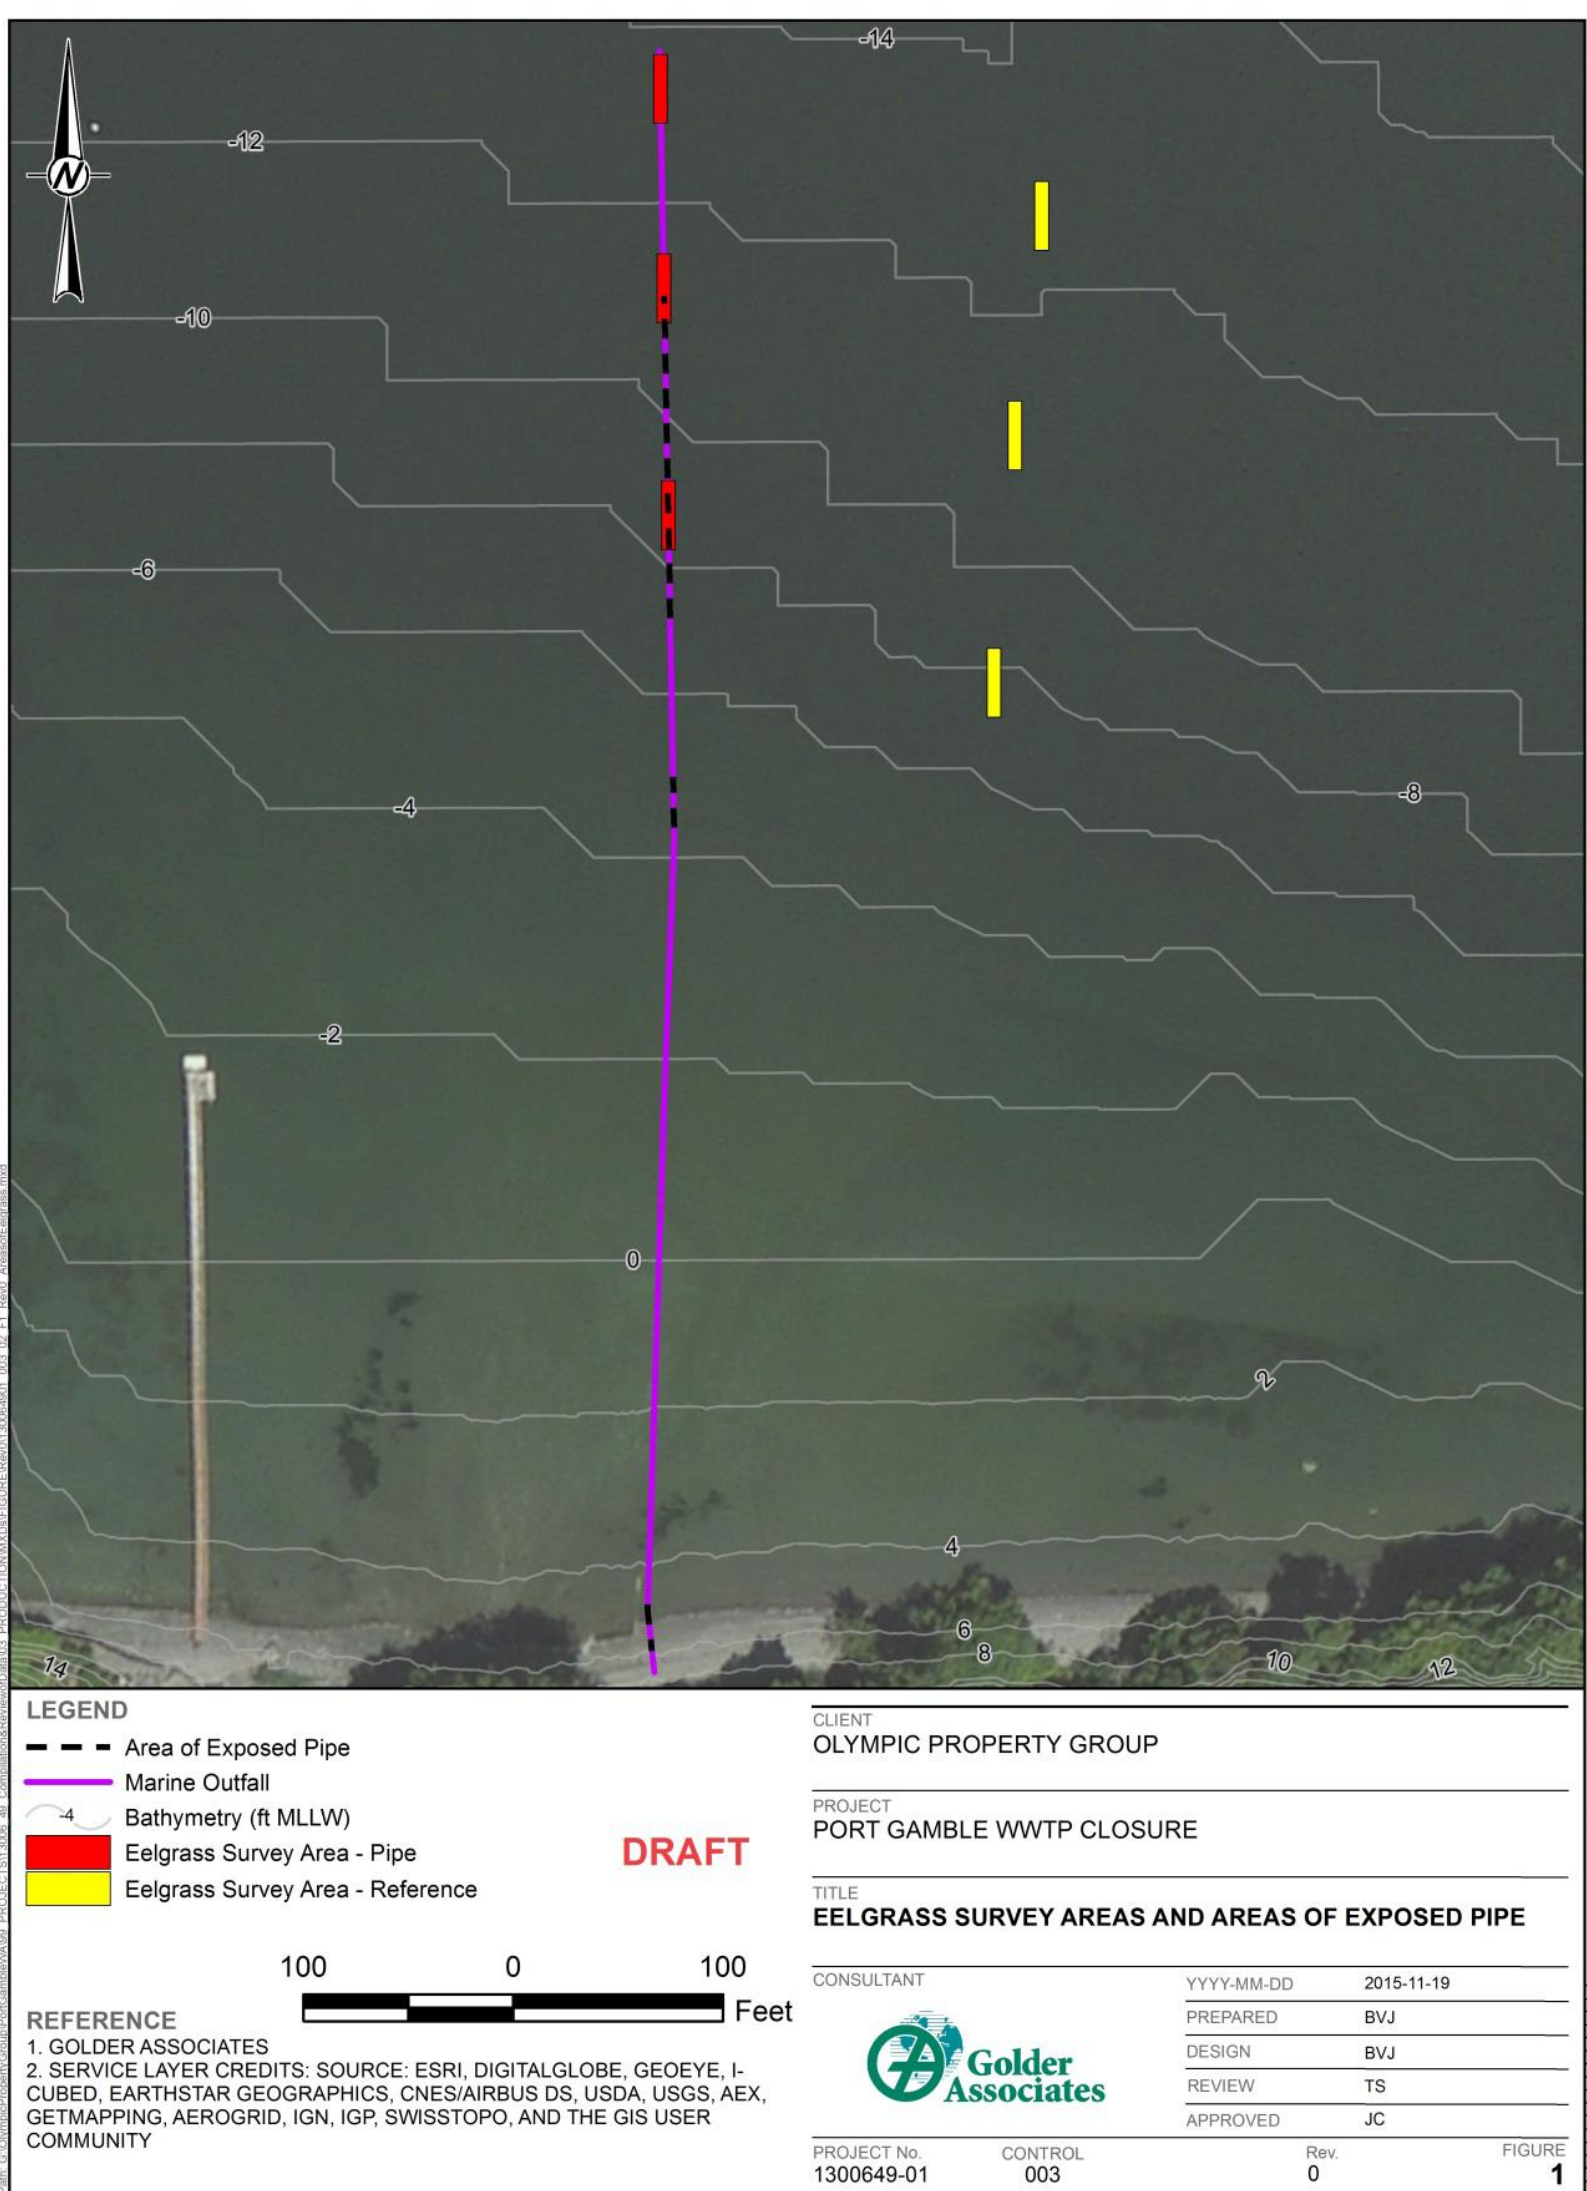 -14
-12
N
-10
-6
-8
-4
-2
0
2
4
6
8
10
12
14
LEGEND
Area of Exposed Pipe
Marine Outfall
-4 Bathymetry (ft MLLW)
Eelgrass Survey Area - Pipe
Eelgrass Survey Area - Reference
DRAFT
100 0 100
Feet
REFERENCE
1. GOLDER ASSOCIATES
2. SERVICE LAYER CREDITS: SOURCE: ESRI, DIGITALGLOBE, GEOEYE, I-
CUBED, EARTHSTAR GEOGRAPHICS, CNES/AIRBUS DS, USDA, USGS, AEX,
GETMAPPING, AEROGRID, IGN, IGP, SWISSTOPO, AND THE GIS USER
COMMUNITY
CLIENT
OLYMPIC PROPERTY GROUP
PROJECT
PORT GAMBLE WWTP CLOSURE
TITLE
EELGRASS SURVEY AREAS AND AREAS OF EXPOSED PIPE
CONSULTANT
Golder
Associates
YYYY-MM-DD 2015-11-19
PREPARED BVJ
DESIGN BVJ
REVIEW TS
APPROVED JC
PROJECT No. CONTROL Rev. FIGURE
1300649-01 003 0 1